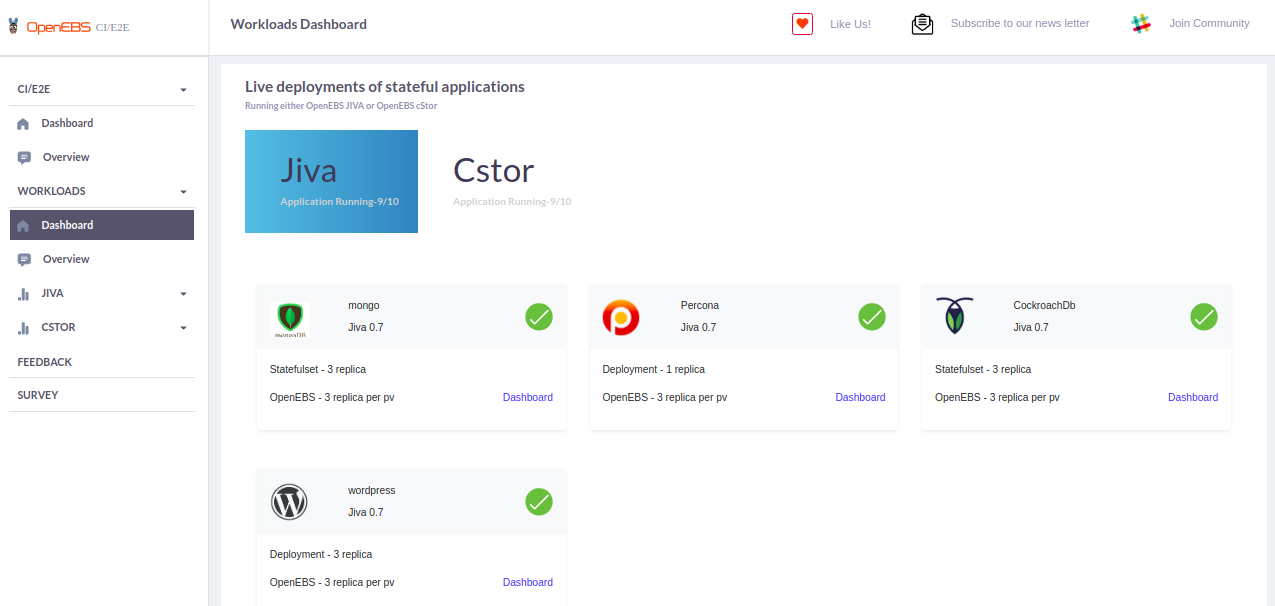 OpenEBS CI/E2E
Workloads Dashboard
Like Us!
Subscribe to our news letter
Join Community
CI/E2E
Dashboard
Overview
WORKLOADS
Dashboard
Overview
JIVA
CSTOR
FEEDBACK
SURVEY
Live deployments of stateful applications
Running either OpenEBS JIVA or OpenEBS cStor
Jiva
Application Running-9/10
Cstor
Application Running-9/10
mongoDB
mongo
Jiva 0.7
Statefulset - 3 replica
OpenEBS - 3 replica per pv
Dashboard
Percona
Jiva 0.7
Deployment - 1 replica
OpenEBS - 3 replica per pv
Dashboard
CockroachDb
Jiva 0.7
Statefulset - 3 replica
OpenEBS - 3 replica per pv
Dashboard
wordpress
Jiva 0.7
Deployment - 3 replica
OpenEBS - 3 replica per pv
Dashboard